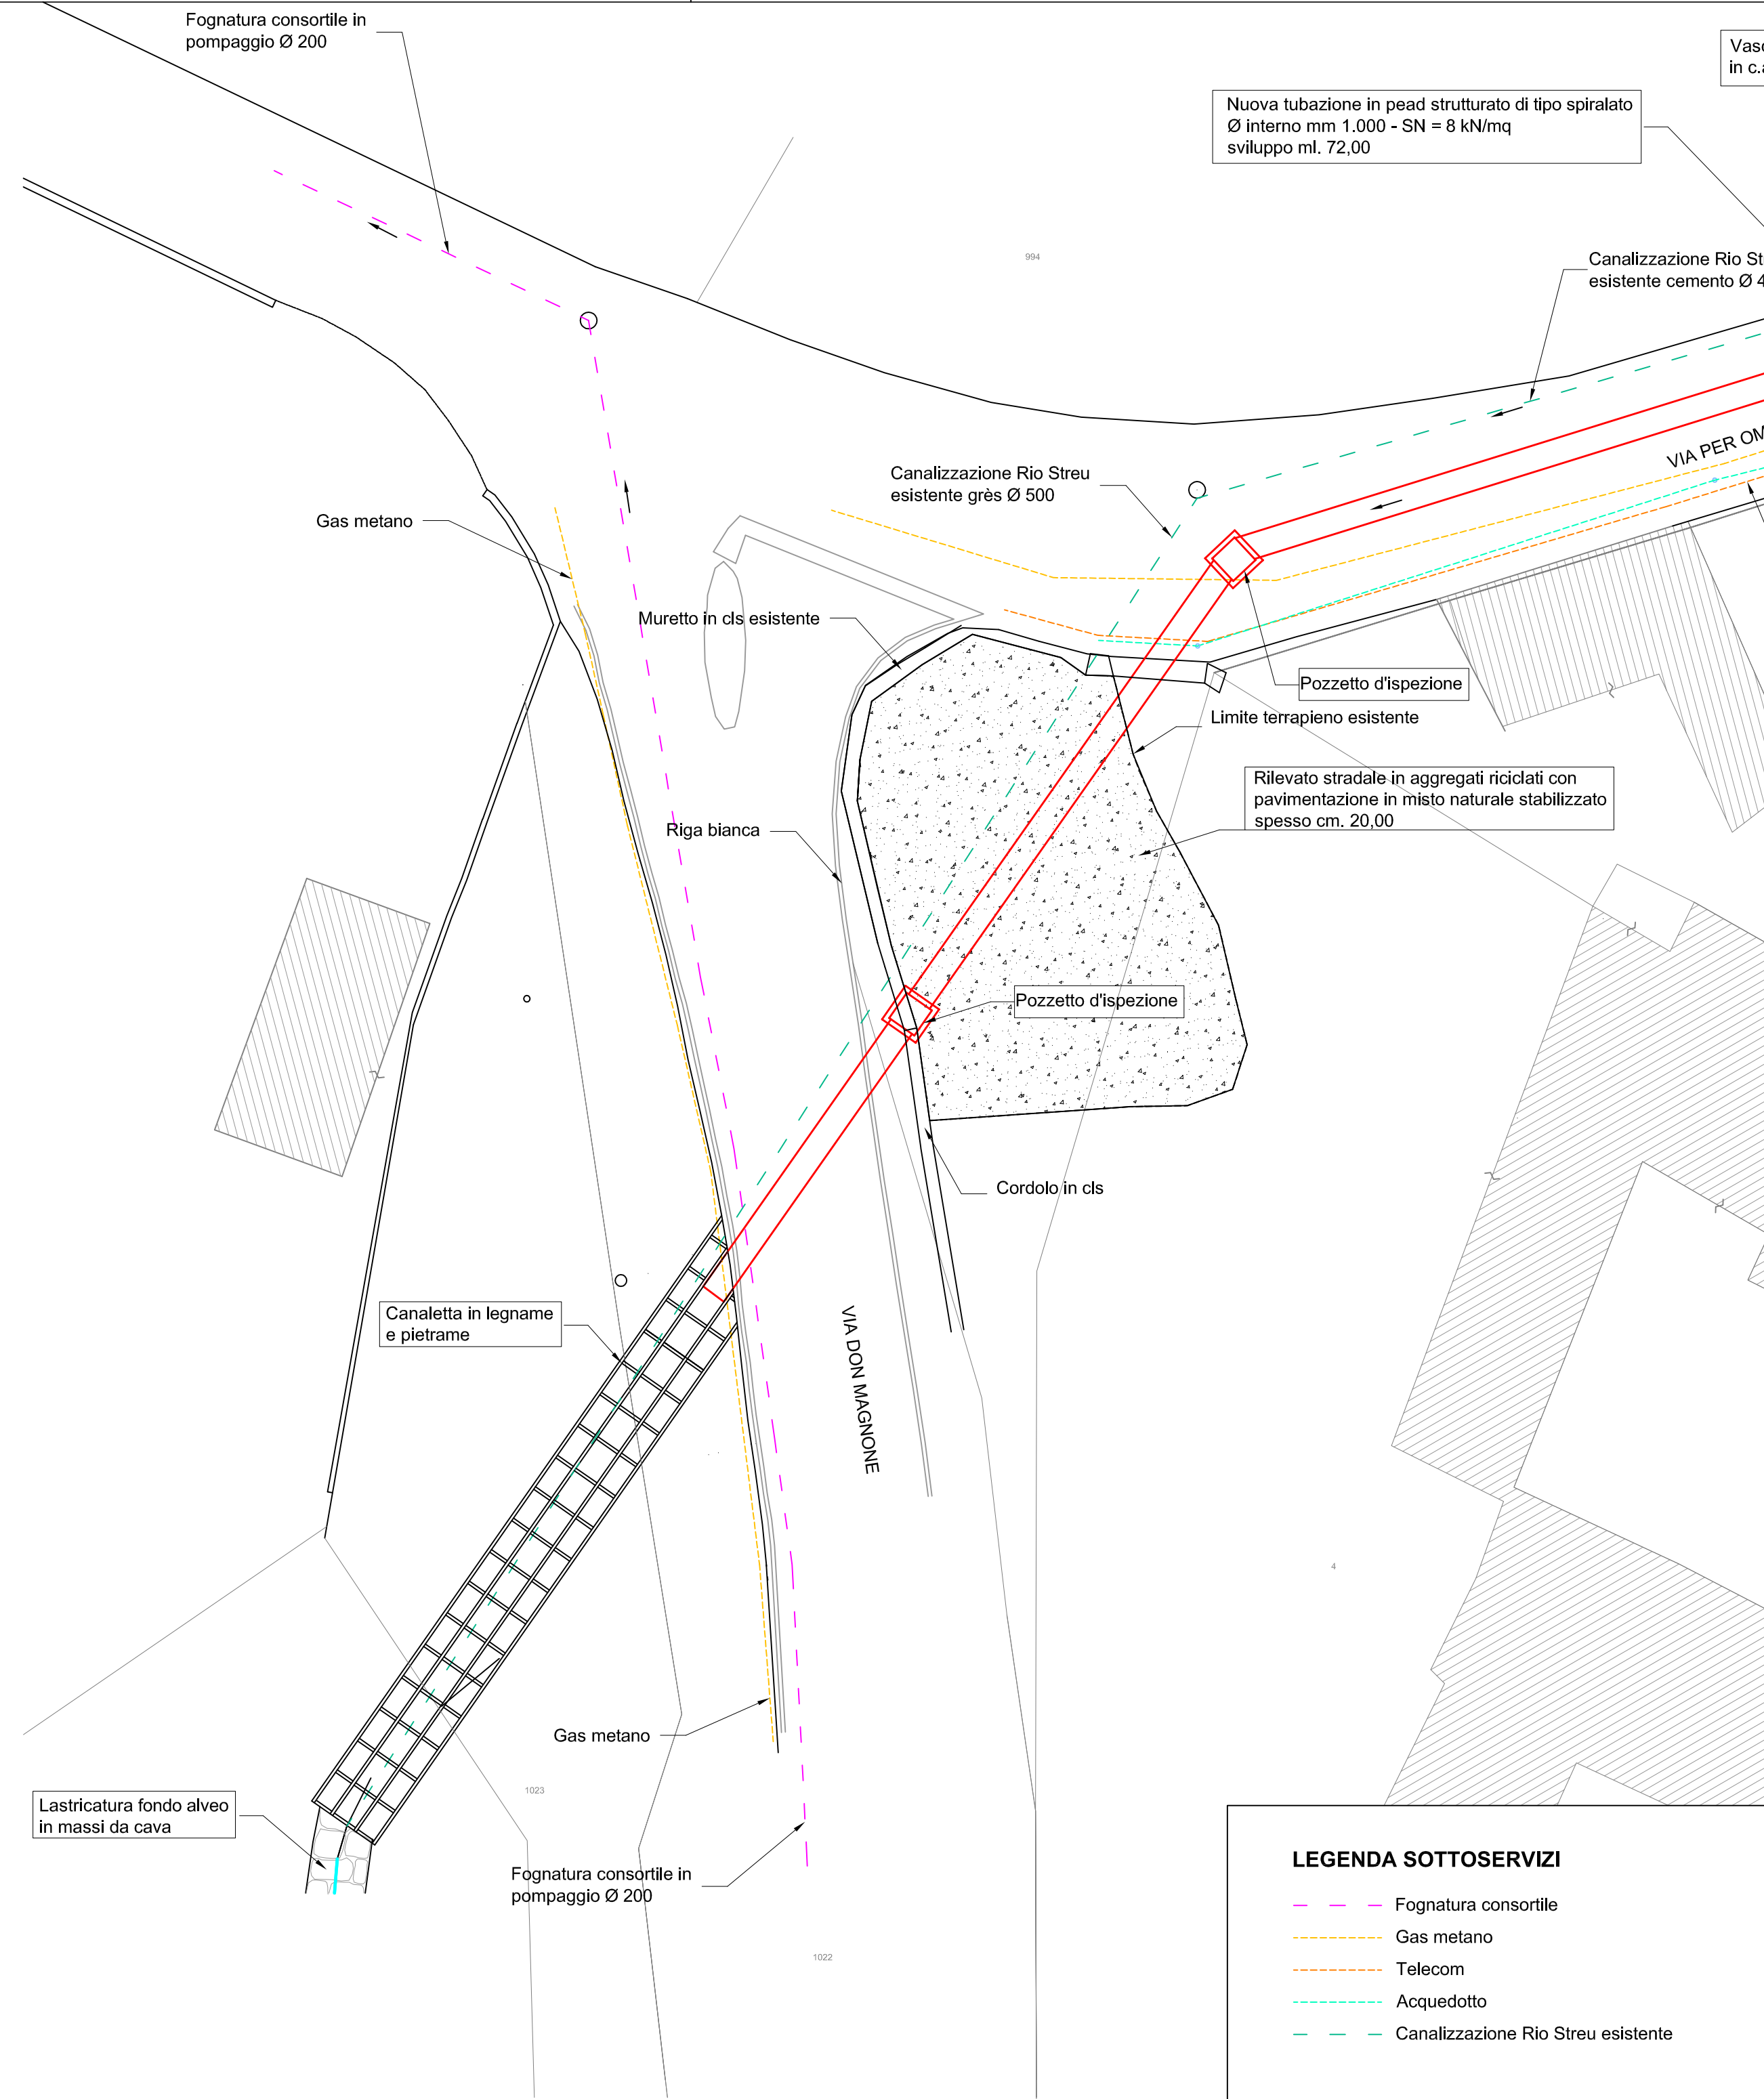 Fognatura consortile in
pompaggio Ø 200
in c.a
Nuova tubazione in pead strutturato di tipo spiralato
Ø interno mm 1.000 - SN = 8 kN/mq
sviluppo ml. 72,00
994
Canalizzazione Rio
esistente cemento Ø
VIA PER
Canalizzazione Rio Streu
esistente grès Ø 500
Gas metano
Muretto in cls esistente
Pozzetto d'ispezione
Limite terrapieno esistente
Rilevato stradale in aggregati riciclati con
pavimentazione in misto naturale stabilizzato
spesso cm. 20,00
Riga bianca
Pozzetto d'ispezione
Cordolo in cls
Canaletta in legname
e pietrame
VIA DON MAGNONE
4
Gas metano
1023
Lastricatura fondo alveo
in massi da cava
Fognatura consortile in
pompaggio Ø 200
1022
LEGENDA SOTTOSERVIZI
Fognatura consortile
Gas metano
Telecom
Acquedotto
Canalizzazione Rio Streu esistente